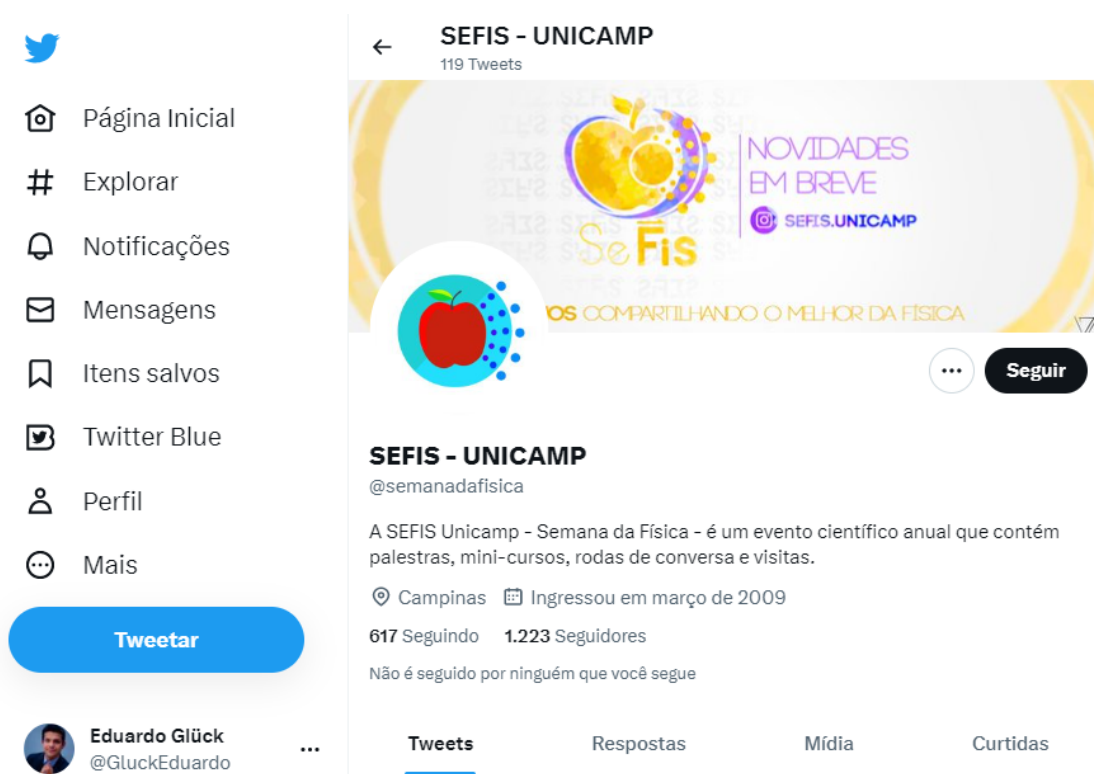 SEFIS - UNICAMP
119 Tweets
Página Inicial
Explorar
Notificações
Mensagens
Itens salvos
Twitter Blue
Perfil
Mais
Tweetar
Eduardo Glück
@GluckEduardo
NOVIDADES
EM BREVE
SEFIS.UNICAMP
SeFis
OS COMPARTILHANDO O MELHOR DA FÍSICA
Seguir
SEFIS - UNICAMP
@semanadafisica
A SEFIS Unicamp - Semana da Física - é um evento científico anual que contém
palestras, mini-cursos, rodas de conversa e visitas.
Campinas Ingressou em março de 2009
617 Seguindo 1.223 Seguidores
Não é seguido por ninguém que você segue
Tweets Respostas Mídia Curtidas